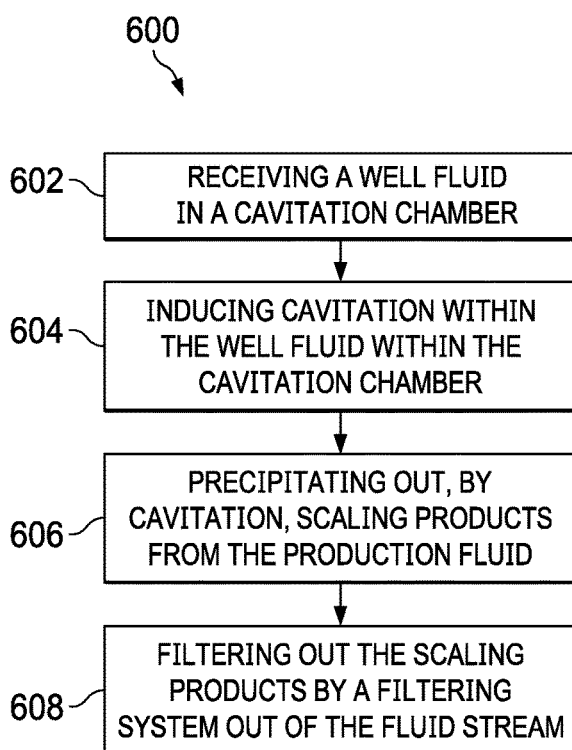 600
602
RECEIVING A WELL FLUID
IN A CAVITATION CHAMBER
604
INDUCING CAVITATION WITHIN
THE WELL FLUID WITHIN THE
CAVITATION CHAMBER
606
PRECIPITATING OUT, BY
CAVITATION, SCALING PRODUCTS
FROM THE PRODUCTION FLUID
608
FILTERING OUT THE SCALING
PRODUCTS BY A FILTERING
SYSTEM OUT OF THE FLUID STREAM